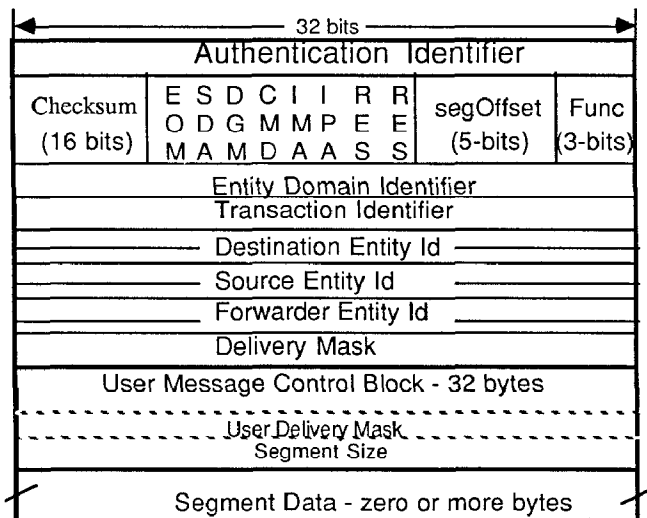 32 bits
Authentication Identifier
Checksum
(16 bits)
E S D C I I R R
O D G M M P E E
M A M D A A S S
segOffset
(5-bits)
Func
(3-bits)
Entity Domain Identifier
Transaction Identifier
Destination Entity Id
Source Entity Id
Forwarder Entity Id
Delivery Mask
User Message Control Block - 32 bytes
User Delivery Mask
Segment Size
Segment Data - zero or more bytes